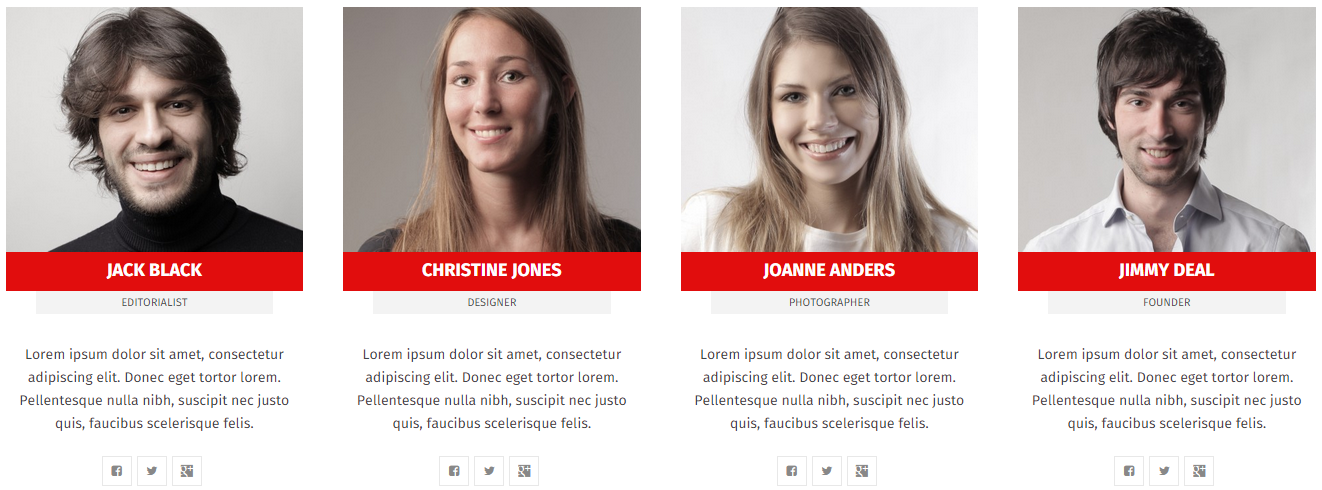 JACK BLACK
EDITORIALIST
Lorem ipsum dolor sit amet, consectetur
adipiscing elit. Donec eget tortor lorem.
Pellentesque nulla nibh, suscipit nec justo
quis, faucibus scelerisque felis.
CHRISTINE JONES
DESIGNER
Lorem ipsum dolor sit amet, consectetur
adipiscing elit. Donec eget tortor lorem.
Pellentesque nulla nibh, suscipit nec justo
quis, faucibus scelerisque felis.
JOANNE ANDERS
PHOTOGRAPHER
Lorem ipsum dolor sit amet, consectetur
adipiscing elit. Donec eget tortor lorem.
Pellentesque nulla nibh, suscipit nec justo
quis, faucibus scelerisque felis.
JIMMY DEAL
FOUNDER
Lorem ipsum dolor sit amet, consectetur
adipiscing elit. Donec eget tortor lorem.
Pellentesque nulla nibh, suscipit nec justo
quis, faucibus scelerisque felis.